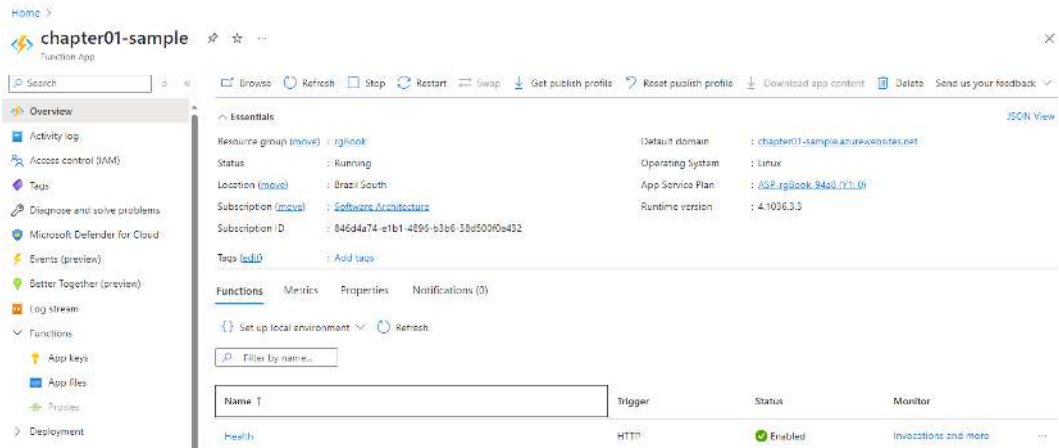 Home >
chapter01-sample
Function App
Search
Browse Refresh Stop Restart Swap Get publish profile Reset publish profile Download app content Delete Send us your feedback
Overview
Activity log
Access control (IAM)
Tags
Diagnose and solve problems
Microsoft Defender for Cloud
Events (preview)
Better Together (preview)
Log stream
Functions
App keys
App files
Proxies
Deployment
Essentials
JSON View
Resource group (move) : rgBook
Status : Running
Location (move) : Brazil South
Subscription (move) : Software Architecture
Subscription ID : 846d4a74-e1b1-4896-b3b6-38d500f0e432
Default domain : chapter01-sample.azurewebsites.net
Operating System : Linux
App Service Plan : ASP-rgBook-94a8 (Y1: 0)
Runtime version : 4.1036.3.3
Tags (edit) : Add tags
Functions Metrics Properties Notifications (0)
{} Set up local environment Refresh
Filter by name...
Name ↑ Trigger Status Monitor
Health HTTP Enabled Invocations and more ...